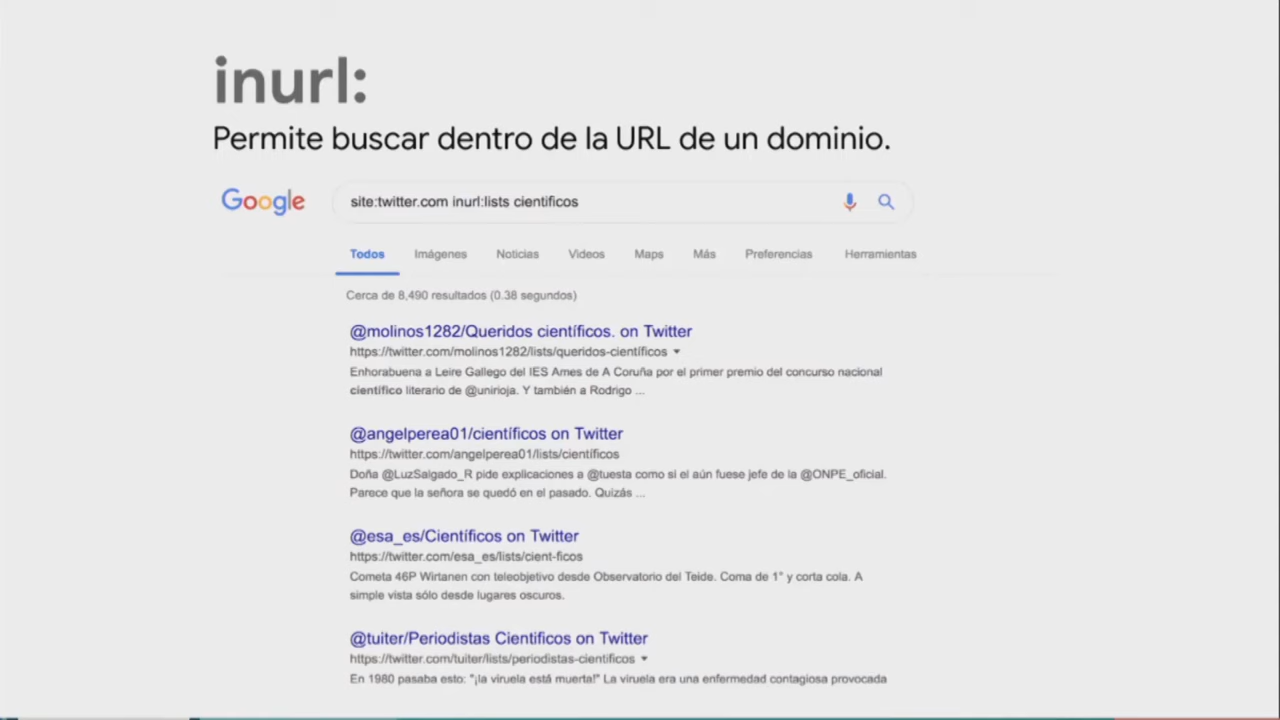 inurl:
Permite buscar dentro de la URL de un dominio.
Google
site:twitter.com inurl:lists cientificos
Todos Imágenes Noticias Videos Maps Más Preferencias Herramientas
Cerca de 8,490 resultados (0.38 segundos)
@molinos1282/Queridos científicos. on Twitter
https://twitter.com/molinos1282/lists/queridos-científicos
Enhorabuena a Leire Gallego del IES Ames de A Coruña por el primer premio del concurso nacional
científico literario de @unirioja. Y también a Rodrigo ...
@angelperea01/científicos on Twitter
https://twitter.com/angelperea01/lists/científicos
Doña @LuzSalgado_R pide explicaciones a @tuesta como si el aún fuese jefe de la @ONPE_oficial.
Parece que la señora se quedó en el pasado. Quizás ...
@esa_es/Científicos on Twitter
https://twitter.com/esa_es/lists/cient-ficos
Cometa 46P Wirtanen con teleobjetivo desde Observatorio del Teide. Coma de 1° y corta cola. A
simple vista sólo desde lugares oscuros.
@tuiter/Periodistas Cientificos on Twitter
https://twitter.com/tuiter/lists/periodistas-cientificos
En 1980 pasaba esto: "¡la viruela está muerta!" La viruela era una enfermedad contagiosa provocada